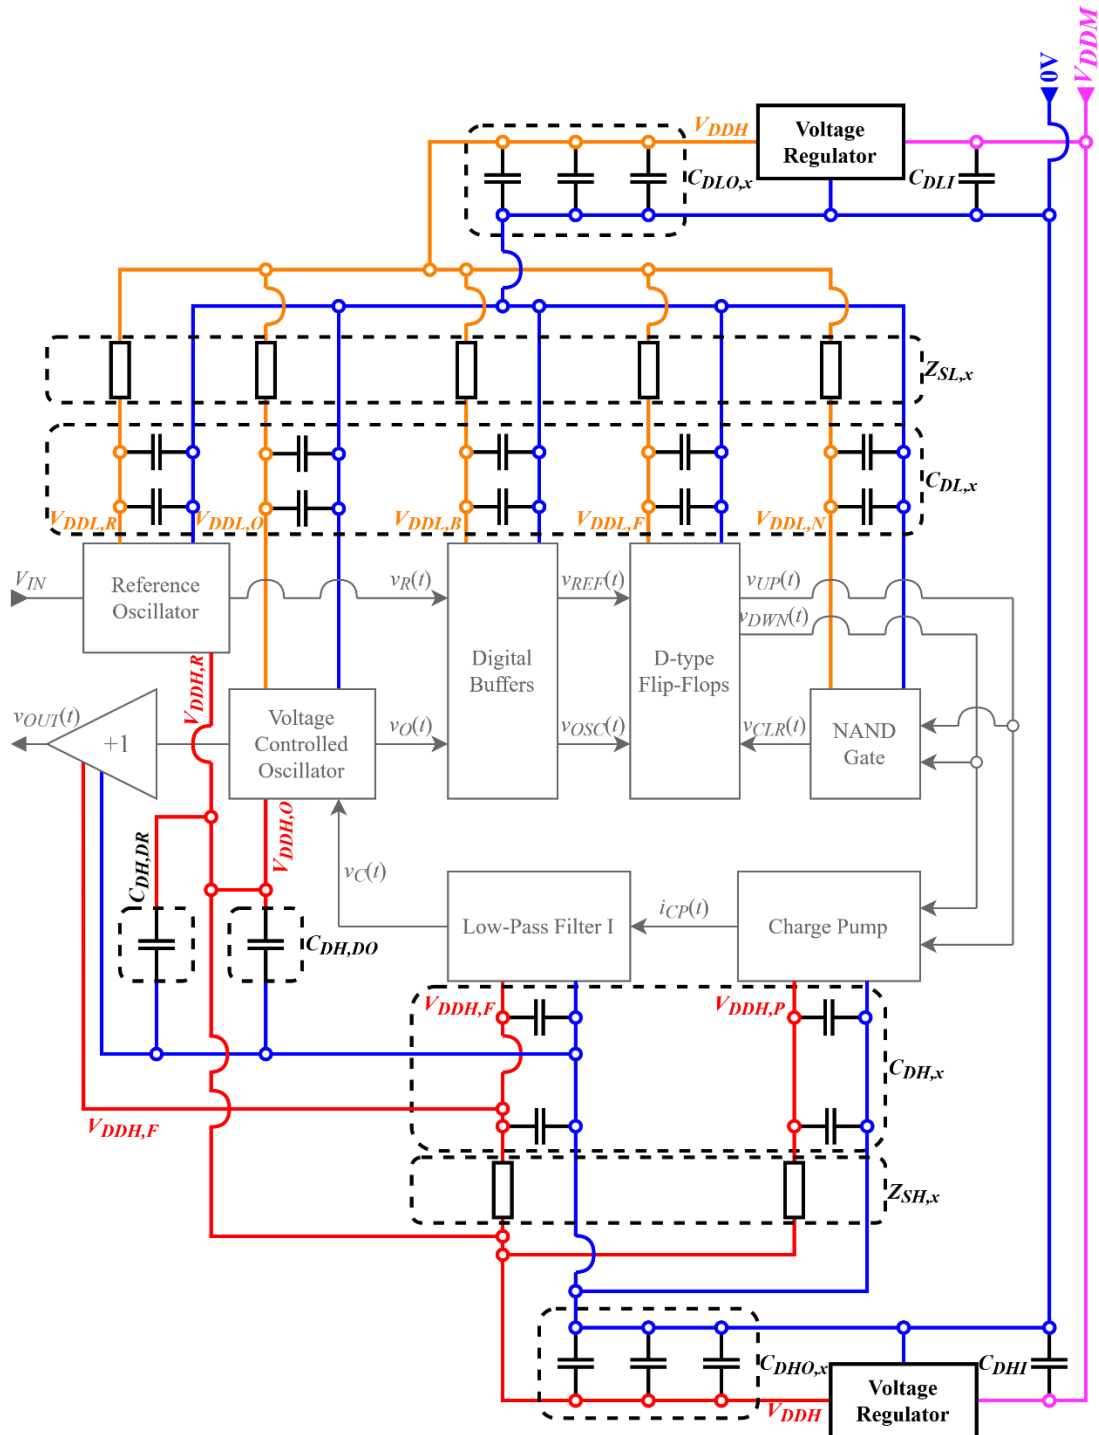 0V
VDDM
VDDH
Voltage
Regulator
CDLO,x
CDLI
ZSL,x
CDL,x
VDDL,R
VDDL,O
VDDL,B
VDDL,F
VDDL,N
VIN
Reference
Oscillator
vR(t)
vREF(t)
vUP(t)
vDWN(t)
Digital
Buffers
D-type
Flip-Flops
VDDH,R
vOUT(t)
+1
Voltage
Controlled
Oscillator
vO(t)
vOSC(t)
vCLR(t)
NAND
Gate
CDH,DR
VDDH,O
vC(t)
Low-Pass Filter I
iCP(t)
Charge Pump
CDH,DO
VDDH,F
VDDH,P
CDH,x
VDDH,F
ZSH,x
CDHO,x
CDHI
VDDH
Voltage
Regulator